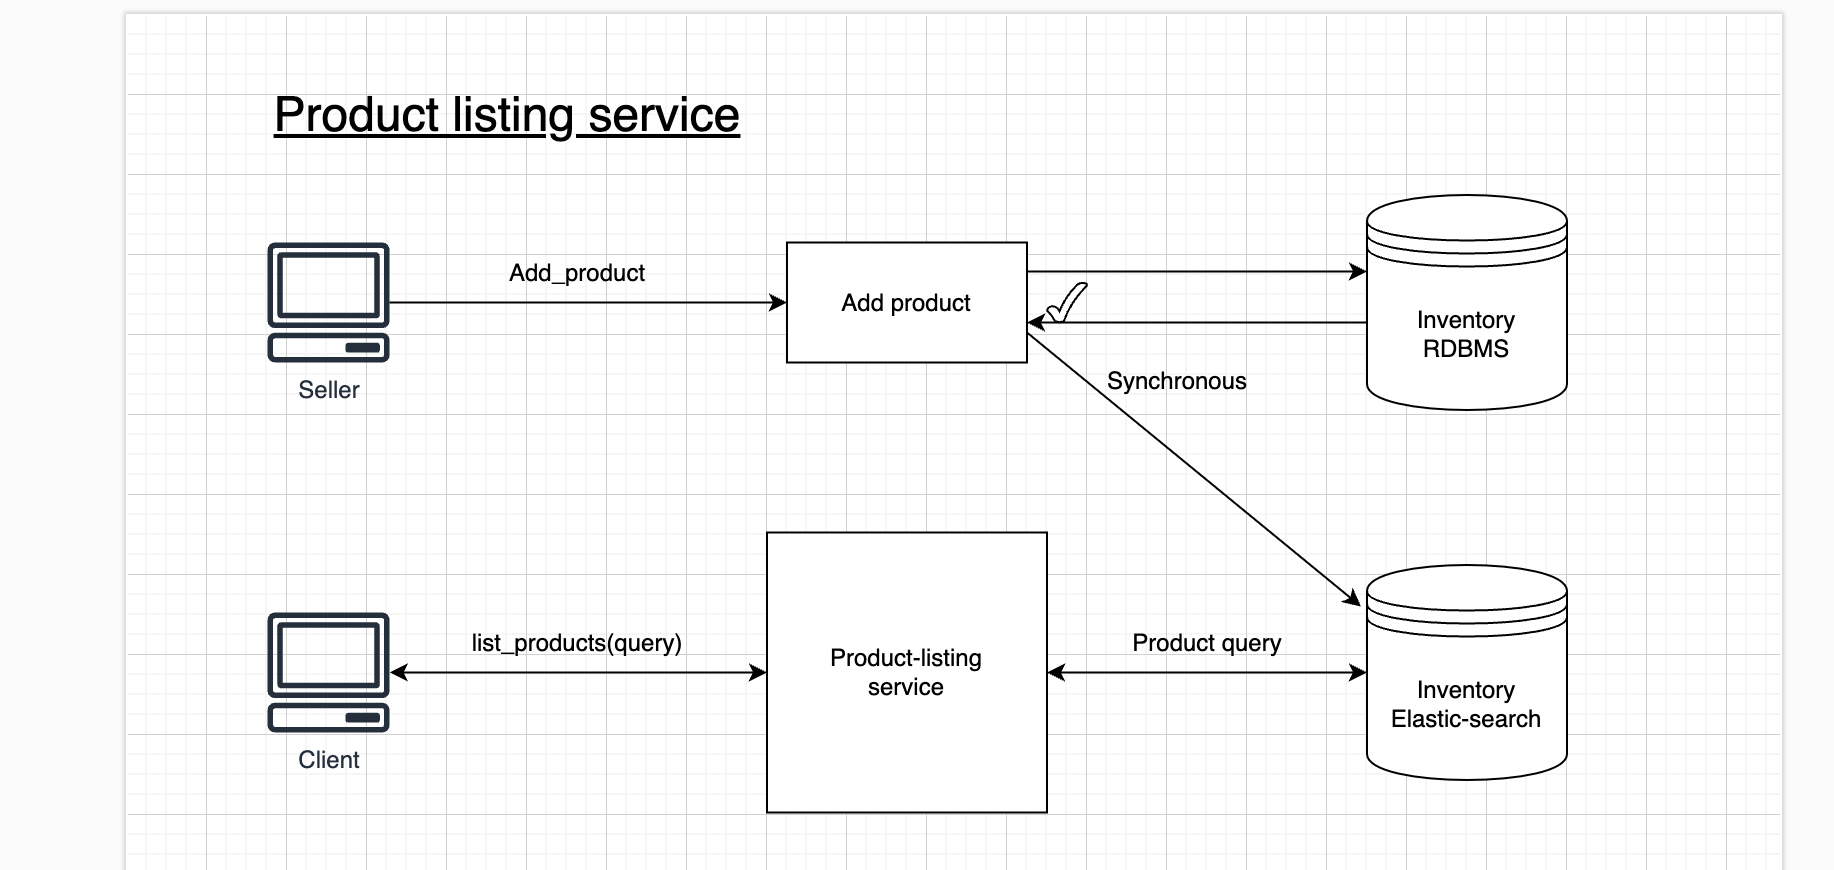 Product listing service
Add_product
Add product
Inventory
RDBMS
Seller
Synchronous
list_products(query)
Product-listing
service
Product query
Inventory
Elastic-search
Client